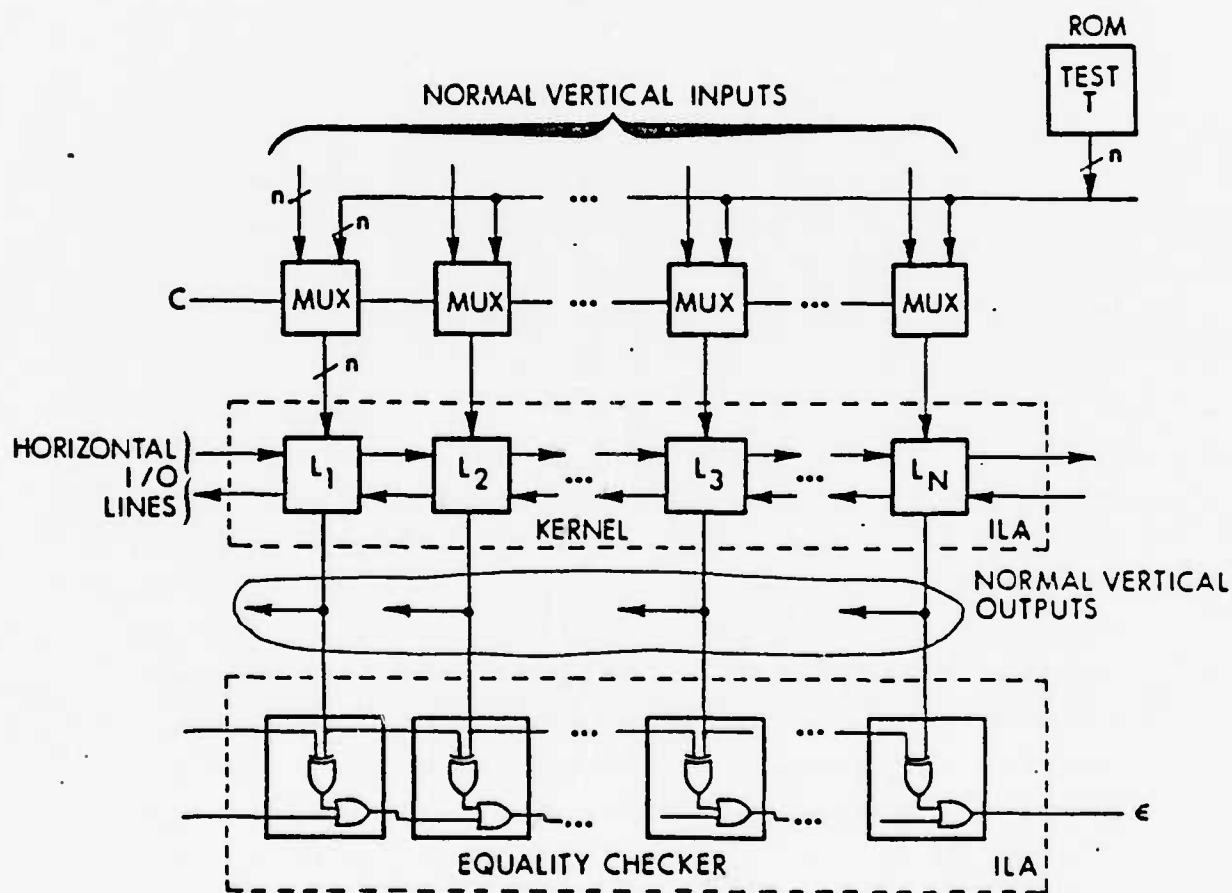 ROM
TEST
T
NORMAL VERTICAL INPUTS
n
n
n
...
C
MUX
MUX
...
MUX
...
MUX
n
HORIZONTAL
I/O
LINES
L1
L2
...
L3
...
LN
KERNEL
ILA
NORMAL VERTICAL
OUTPUTS
...
...
...
...
ϵ
EQUALITY CHECKER
ILA